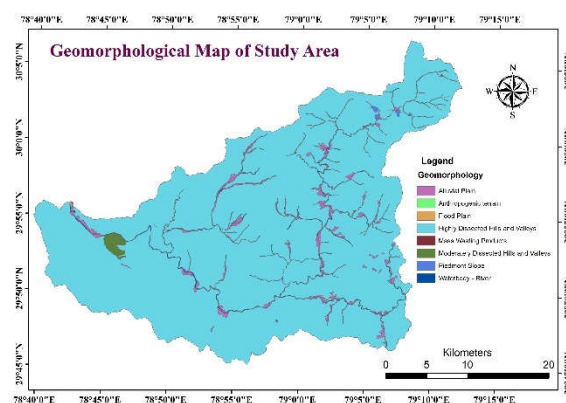 78°40'0"E 78°45'0"E 78°50'0"E 78°55'0"E 79°0'0"E 79°5'0"E 79°10'0"E
Geomorphological Map of Study Area
30°5'0"N
N
W E
S
30°0'0"N
Legend
Geomorphology
Alluvial Plain
Anthropogenic terrain
Flood Plain
29°55'0"N
Highly Dissected Hills and Valleys
Mass Wasting Products
Moderately Dissected Hills and Valleys
Piedmont Slope
Waterbody - River
29°50'0"N
Kilometers
29°45'0"N
0 5 10 20
78°40'0"E 78°45'0"E 78°50'0"E 78°55'0"E 79°0'0"E 79°5'0"E 79°10'0"E 79°15'0"E